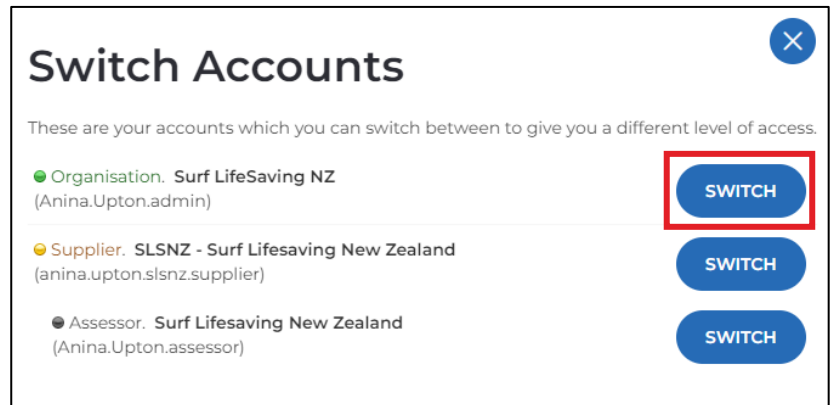 Switch Accounts
These are your accounts which you can switch between to give you a different level of access.
Organisation. Surf LifeSaving NZ
(Anina.Upton.admin)
SWITCH
Supplier. SLSNZ - Surf Lifesaving New Zealand
(anina.upton.slsnz.supplier)
SWITCH
Assessor. Surf Lifesaving New Zealand
(Anina.Upton.assessor)
SWITCH